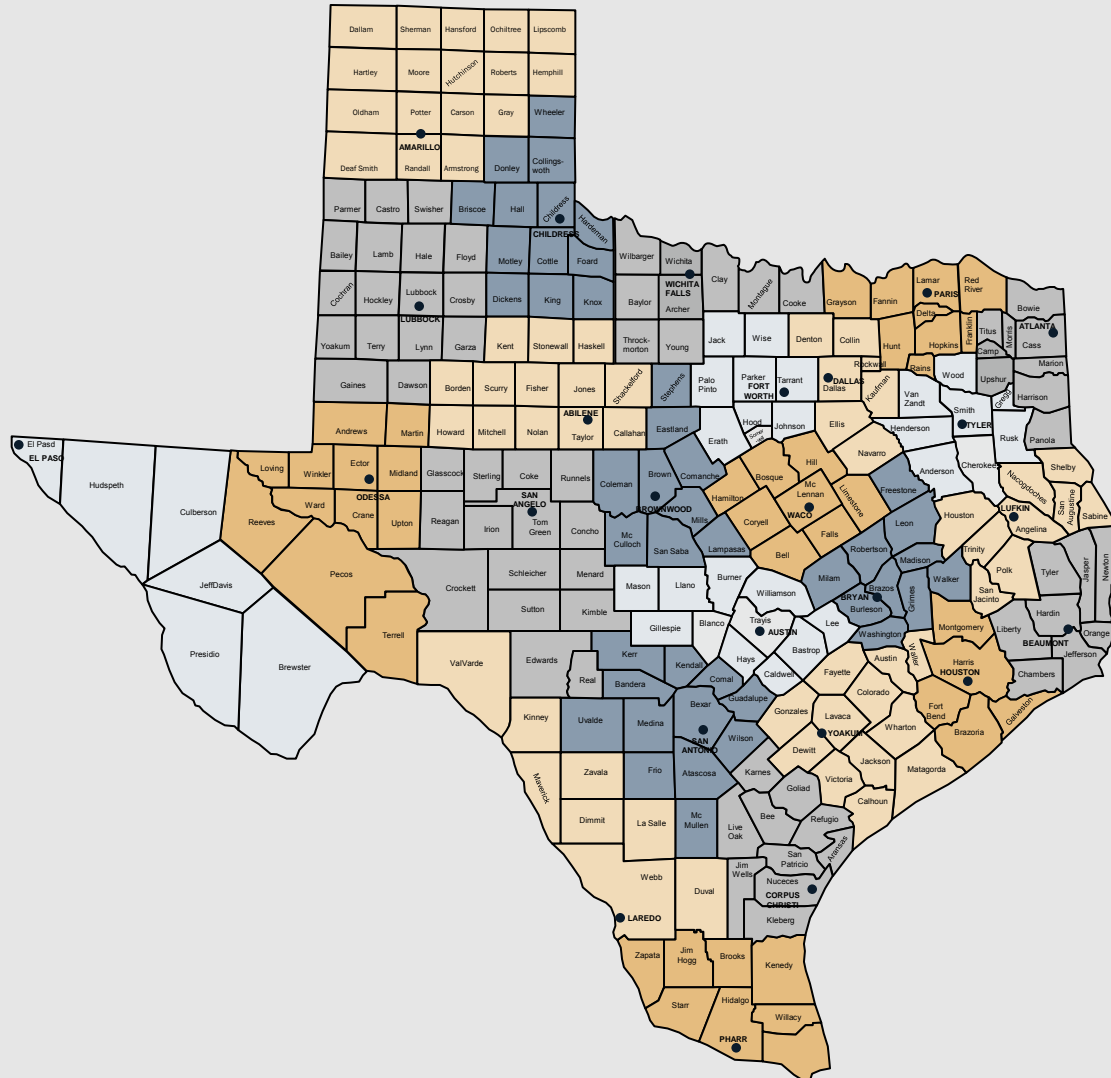 Dallam
Sherman
Hansford
Ochiltree
Lipscomb
Hartley
Moore
Hutchinson
Roberts
Hemphill
Oldham
Potter
Carson
Gray
Wheeler
AMARILLO
Deaf Smith
Randall
Armstrong
Donley
Collings-
woth
Parmer
Castro
Swisher
Briscoe
Hall
Childress
CHILDRESS
Hardeman
Bailey
Lamb
Hale
Floyd
Motley
Cottle
Foard
Wilbarger
Wichita
WICHITA
FALLS
Archer
Clay
Montague
Cooke
Grayson
Fannin
Lamar
PARIS
Red
River
Bowie
Cochran
Hockley
Lubbock
LUBBOCK
Crosby
Dickens
King
Knox
Baylor
Delta
Hopkins
Franklin
Titus
Morris
Camp
ATLANTA
Cass
Marion
Yoakum
Terry
Lynn
Garza
Kent
Stonewall
Haskell
Throck-
morton
Young
Jack
Wise
Denton
Collin
Hunt
Rockwall
Rains
Wood
Upshur
Harrison
Gregg
Gaines
Dawson
Borden
Scurry
Fisher
Jones
Shackelford
Stephens
Palo
Pinto
Parker
FORT
WORTH
Tarrant
DALLAS
Dallas
Kaufman
Van
Zandt
Smith
TYLER
Andrews
Martin
Howard
Mitchell
Nolan
ABILENE
Taylor
Callahan
Eastland
Erath
Hood
Johnson
Ellis
Henderson
Navarro
Rusk
Panola
El Paso
EL PASO
Hudspeth
Culberson
Loving
Winkler
Ector
Midland
ODESSA
Glasscock
Sterling
Coke
Runnels
Coleman
Brown
BROWNWOOD
Comanche
Bosque
Hill
Mc
Lennan
WACO
Limestone
Freestone
Anderson
Cherokee
Nacogdoches
Shelby
San
Augustine
Sabine
Reeves
Ward
Crane
Upton
Reagan
Irion
SAN
ANGELO
Tom
Green
Concho
Mc
Culloch
San Saba
Mills
Hamilton
Coryell
Lampasas
Bell
Falls
Robertson
Leon
Houston
LUFKIN
Angelina
Trinity
Polk
Tyler
Jasper
Newton
JeffDavis
Pecos
Crockett
Schleicher
Menard
Mason
Llano
Burner
Williamson
Milam
Madison
Brazos
BRYAN
Burleson
Grimes
Walker
San
Jacinto
Hardin
Liberty
Presidio
Brewster
Terrell
Sutton
Kimble
Gillespie
Blanco
Travis
AUSTIN
Lee
Bastrop
Washington
Montgomery
BEAUMONT
Orange
Jefferson
Chambers
ValVarde
Edwards
Real
Kerr
Kendall
Bandera
Hays
Comal
Caldwell
Guadalupe
Fayette
Austin
Waller
Harris
HOUSTON
Galveston
Kinney
Uvalde
Medina
Bexar
SAN
ANTONIO
Wilson
Gonzales
Lavaca
YOAKUM
Colorado
Wharton
Fort
Bend
Brazoria
Maverick
Zavala
Frio
Atascosa
Karnes
Dewitt
Jackson
Matagorda
Victoria
Calhoun
Goliad
Dimmit
La Salle
Mc
Mullen
Live
Oak
Bee
Refugio
Aransas
San
Patricio
Jim
Wells
Nuceces
CORPUS
CHRISTI
Kleberg
Webb
Duval
LAREDO
Zapata
Jim
Hogg
Brooks
Kenedy
Starr
Hidalgo
Willacy
PHARR